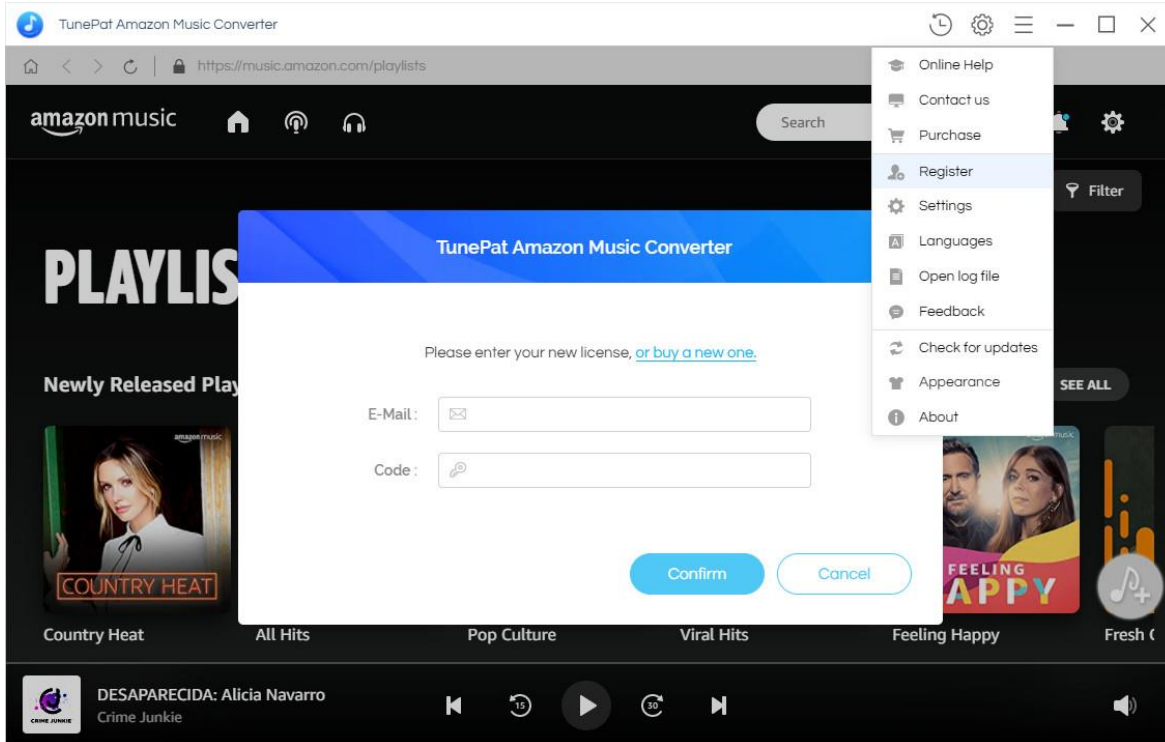 TunePat Amazon Music Converter
https://music.amazon.com/playlists
Online Help
Contact us
Purchase
Register
Settings
Languages
Open log file
Feedback
Check for updates
Appearance
About
amazon music
Search
Filter
TunePat Amazon Music Converter
PLAYLIS
Please enter your new license, or buy a new one.
Newly Released Play
SEE ALL
E-Mail :
Code :
Confirm
Cancel
amazon music
COUNTRY HEAT
music
FEELING
APPY
Country Heat
All Hits
Pop Culture
Viral Hits
Feeling Happy
Fresh
CRIME JUNKIE
DESAPARECIDA: Alicia Navarro
Crime Junkie
15
30